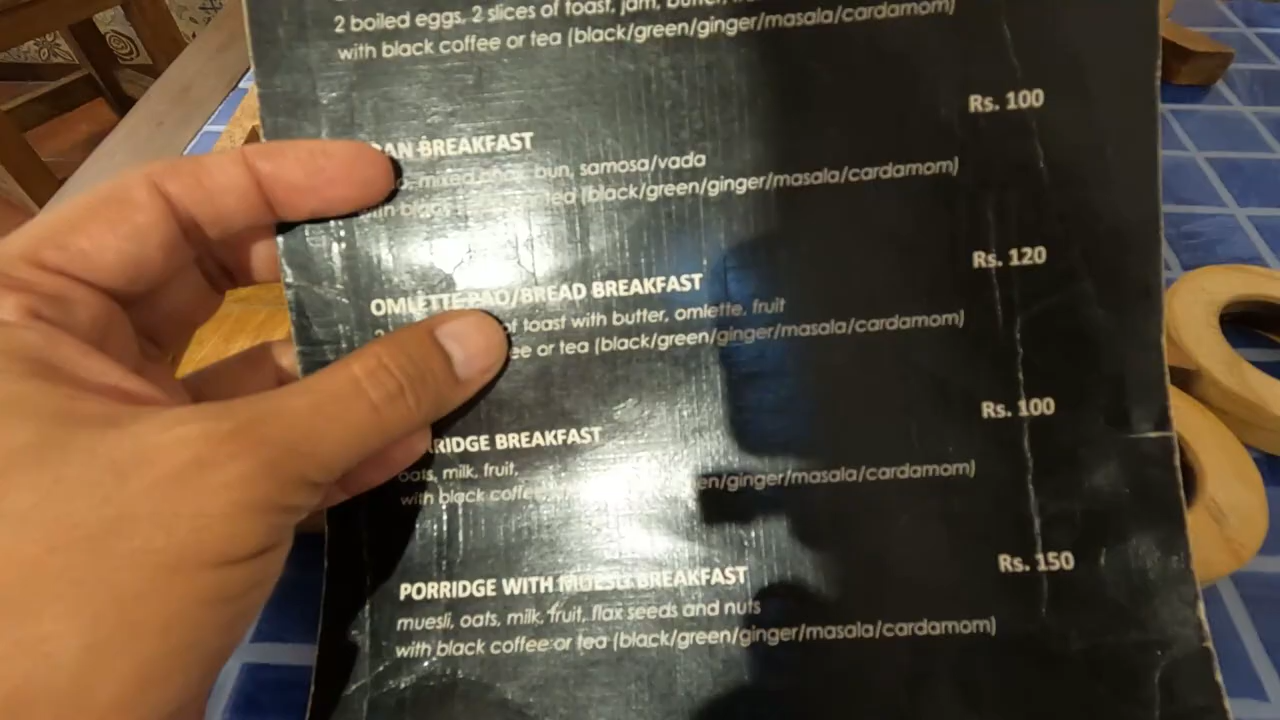 2 boiled eggs, 2 slices of toast, jam,
with black coffee or tea (black/green/ginger/masala/cardamom)
Rs. 100
BREAKFAST
bun, samosa/vada
tea (black/green/ginger/masala/cardamom)
Rs. 120
OMLETTE PAO/BREAD BREAKFAST
of toast with butter, omlette, fruit
or tea (black/green/ginger/masala/cardamom)
Rs. 100
BREAKFAST
oats, milk, fruit,
with black /ginger/masala/cardamom)
Rs. 150
PORRIDGE WITH MUESLI BREAKFAST
muesli, oats, milk, fruit, flax seeds and nuts
with black coffee or tea (black/green/ginger/masala/cardamom)